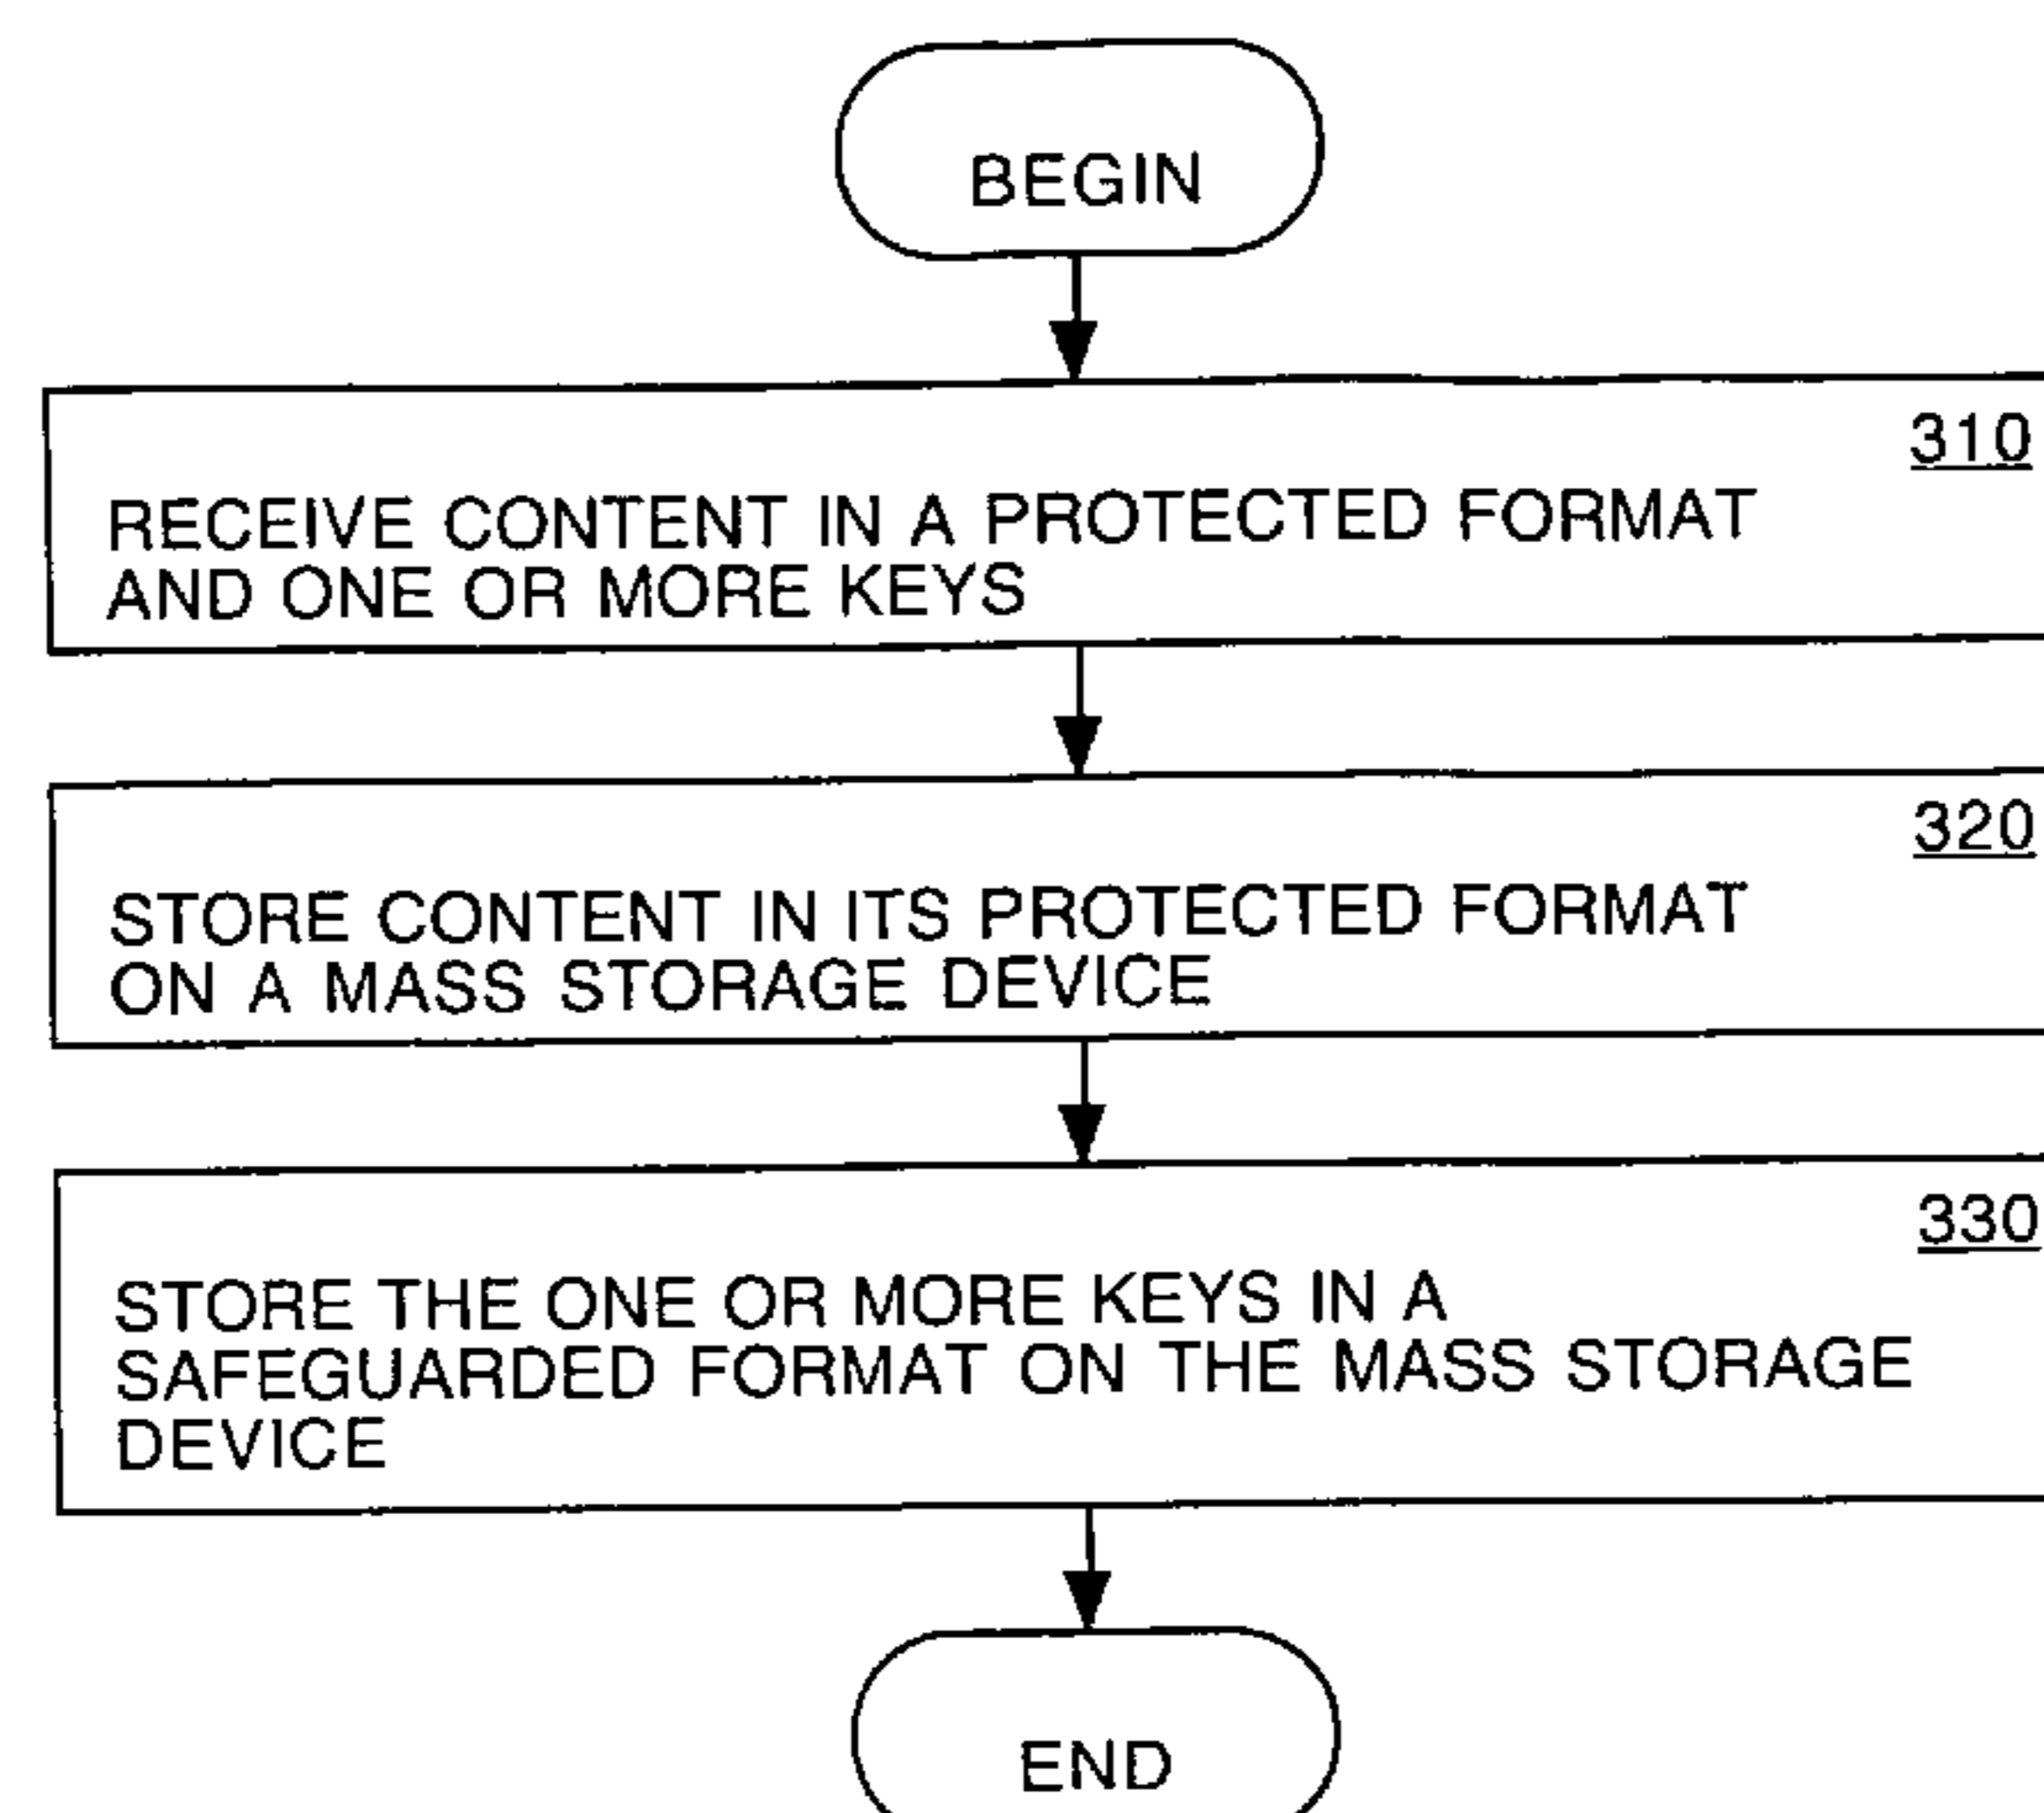 BEGIN
310
RECEIVE CONTENT IN A PROTECTED FORMAT
AND ONE OR MORE KEYS
320
STORE CONTENT IN ITS PROTECTED FORMAT
ON A MASS STORAGE DEVICE
330
STORE THE ONE OR MORE KEYS IN A
SAFEGUARDED FORMAT ON THE MASS STORAGE
DEVICE
END